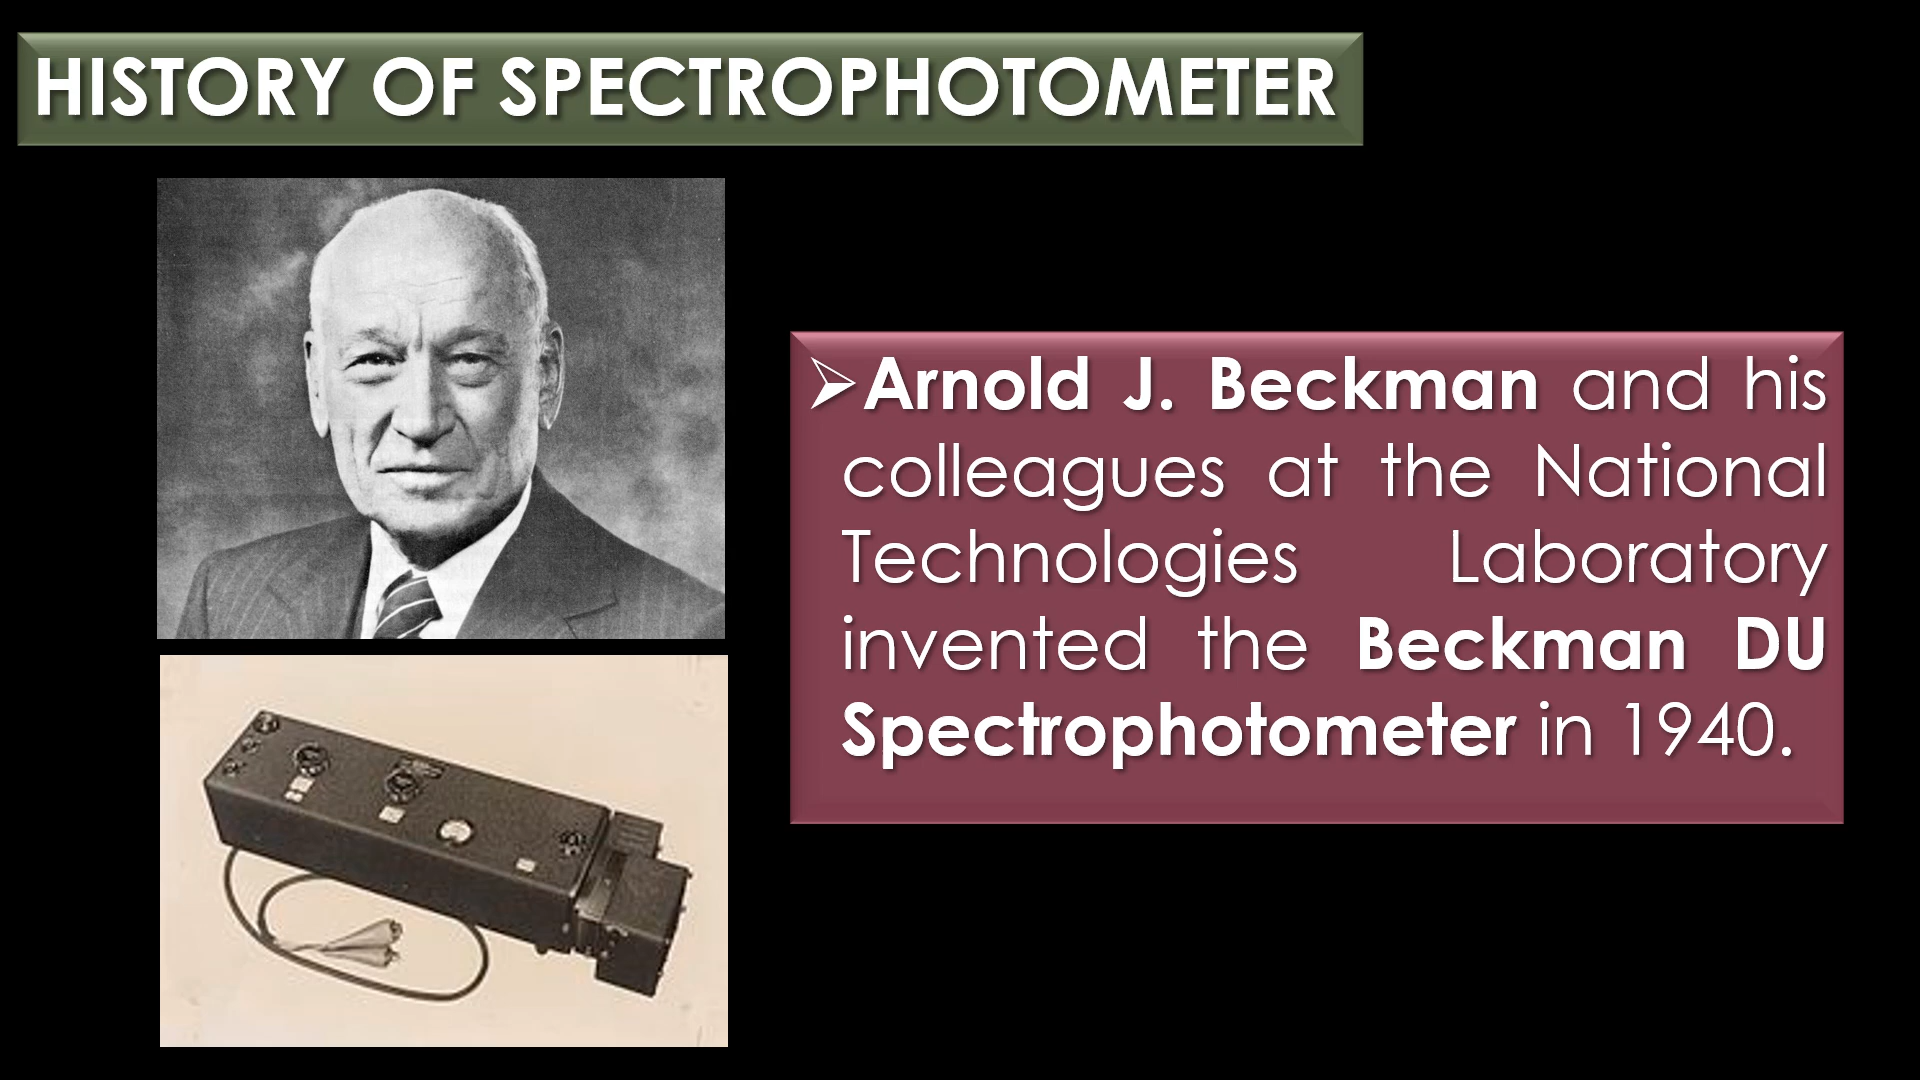 HISTORY OF SPECTROPHOTOMETER
➢Arnold J. Beckman and his
colleagues at the National
Technologies Laboratory
invented the Beckman DU
Spectrophotometer in 1940.